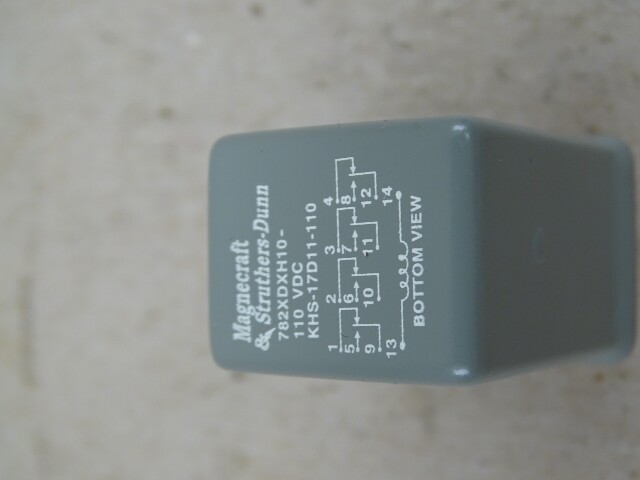 Magnecraft
& Struthers-Dunn
782XDXH10-
110 VDC
KHS-17D11-110
1 2 3 4
5 6 7 8
9 10 11 12
13 14
BOTTOM VIEW